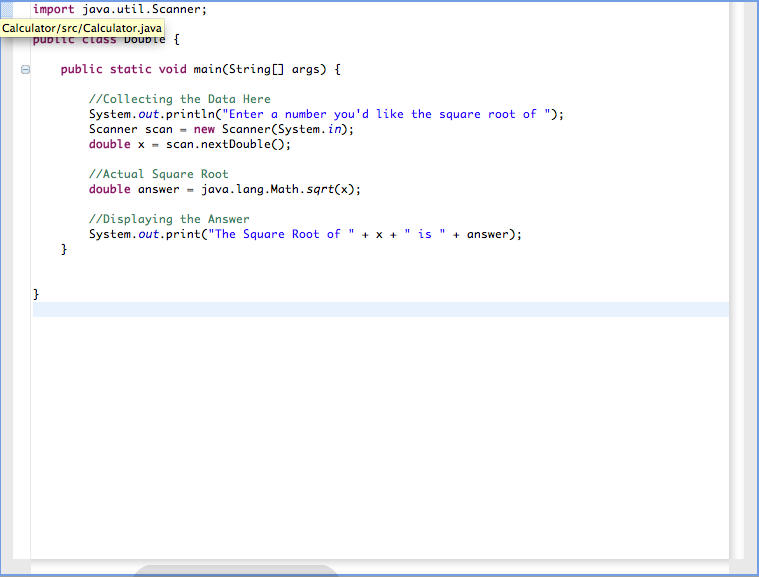 import java.util.Scanner;
Calculator/src/Calculator.java
public class Double {
public static void main(String[] args) {
//Collecting the Data Here
System.out.println("Enter a number you'd like the square root of ");
Scanner scan = new Scanner(System.in);
double x = scan.nextDouble();
//Actual Square Root
double answer = java.lang.Math.sqrt(x);
//Displaying the Answer
System.out.print("The Square Root of " + x + " is " + answer);
}
}